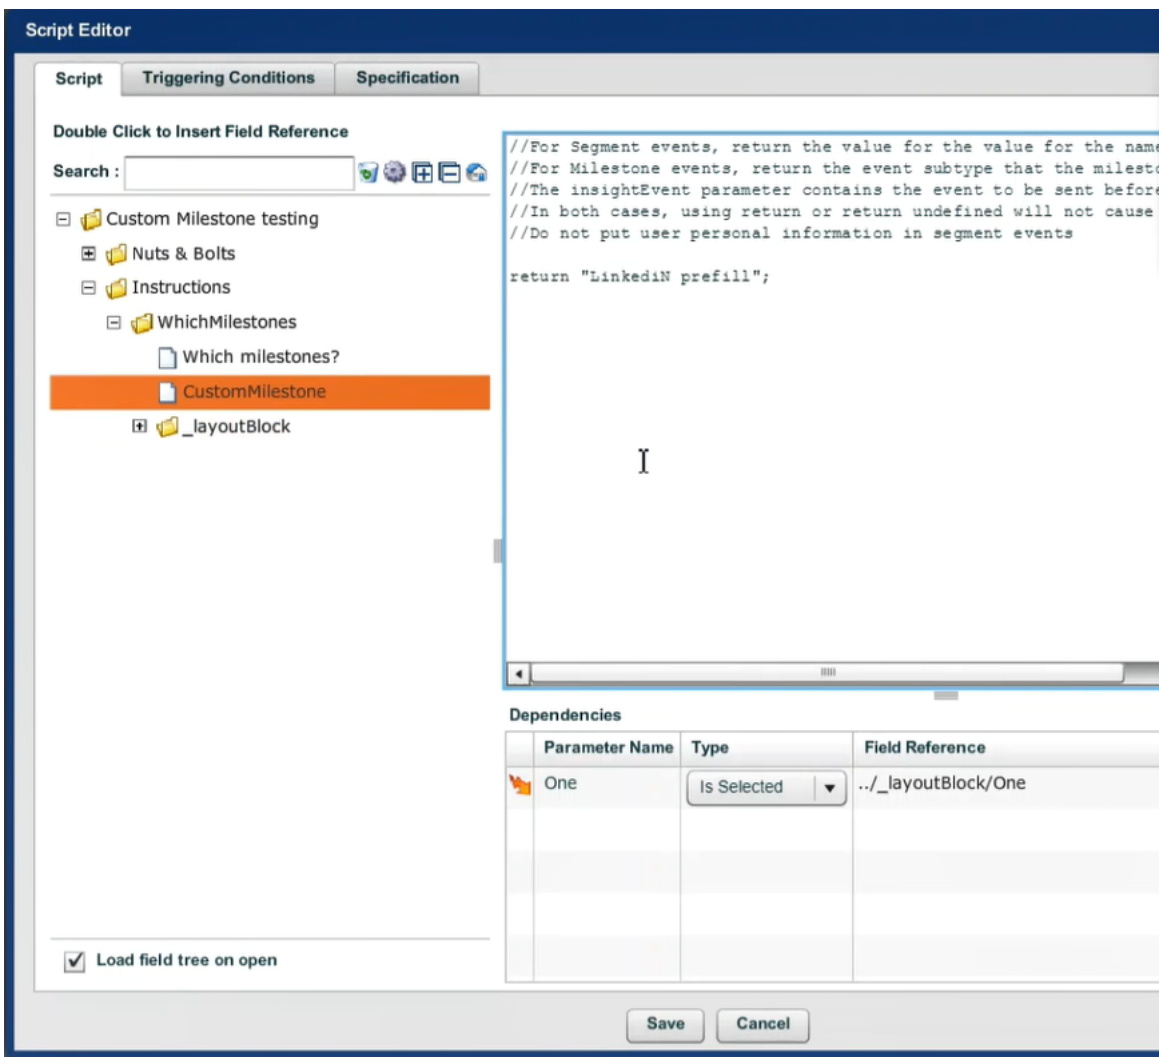 Script Editor
Script
Triggering Conditions
Specification
Double Click to Insert Field Reference
Search :
Custom Milestone testing
Nuts & Bolts
Instructions
WhichMilestones
Which milestones?
CustomMilestone
_layoutBlock
Load field tree on open
//For Segment events, return the value for the value for the name
//For Milestone events, return the event subtype that the milesto
//The insightEvent parameter contains the event to be sent before
//In both cases, using return or return undefined will not cause
//Do not put user personal information in segment events
return "LinkediN prefill";
Dependencies
Parameter Name Type Field Reference
One Is Selected ../_layoutBlock/One
Save Cancel